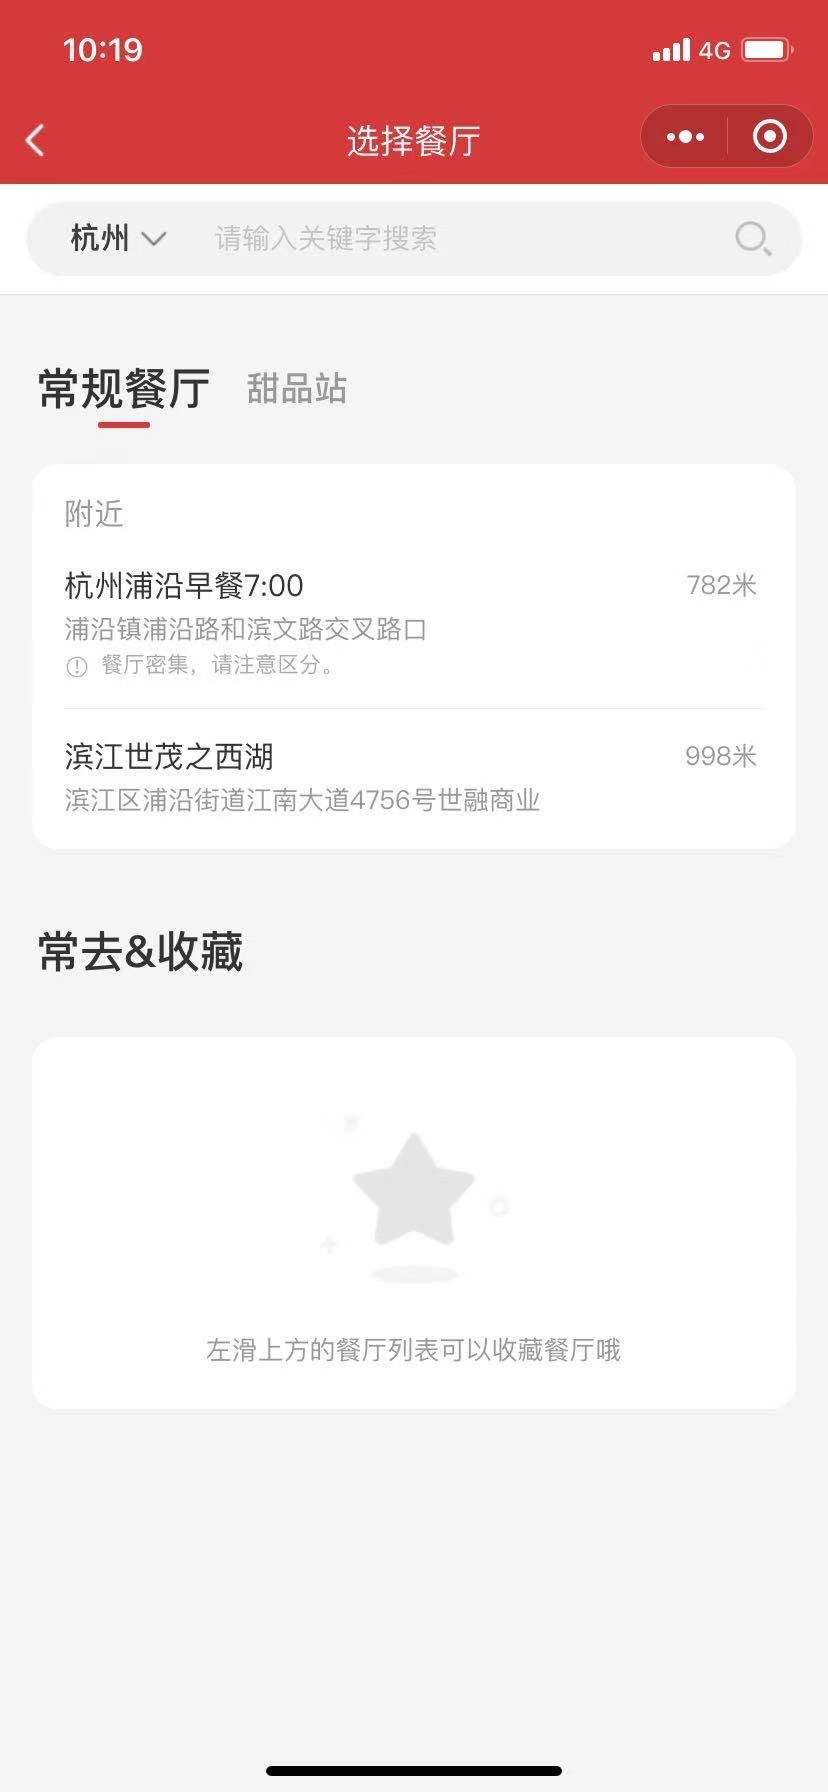 10:19
4G
选择餐厅
杭州
请输入关键字搜索
常规餐厅 甜品站
附近
杭州浦沿早餐7:00 782米
浦沿镇浦沿路和滨文路交叉路口
餐厅密集，请注意区分。
滨江世茂之西湖 998米
滨江区浦沿街道江南大道4756号世融商业
常去&收藏
左滑上方的餐厅列表可以收藏餐厅哦